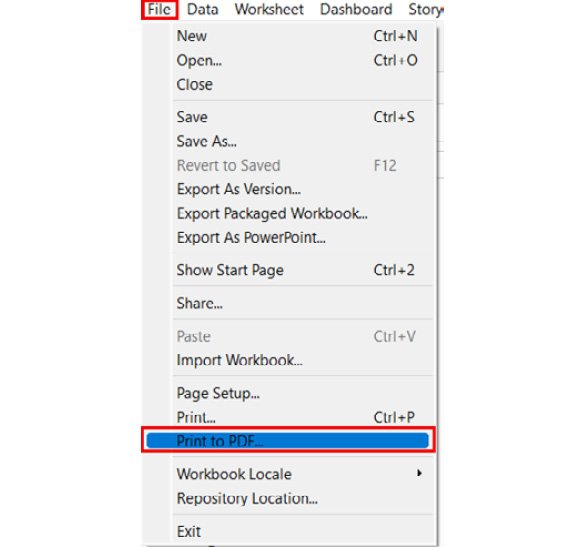 File Data Worksheet Dashboard Story
New Ctrl+N
Open... Ctrl+O
Close
Save Ctrl+S
Save As...
Revert to Saved F12
Export As Version...
Export Packaged Workbook...
Export As PowerPoint...
Show Start Page Ctrl+2
Share...
Paste Ctrl+V
Import Workbook...
Page Setup...
Print... Ctrl+P
Print to PDF...
Workbook Locale
Repository Location...
Exit